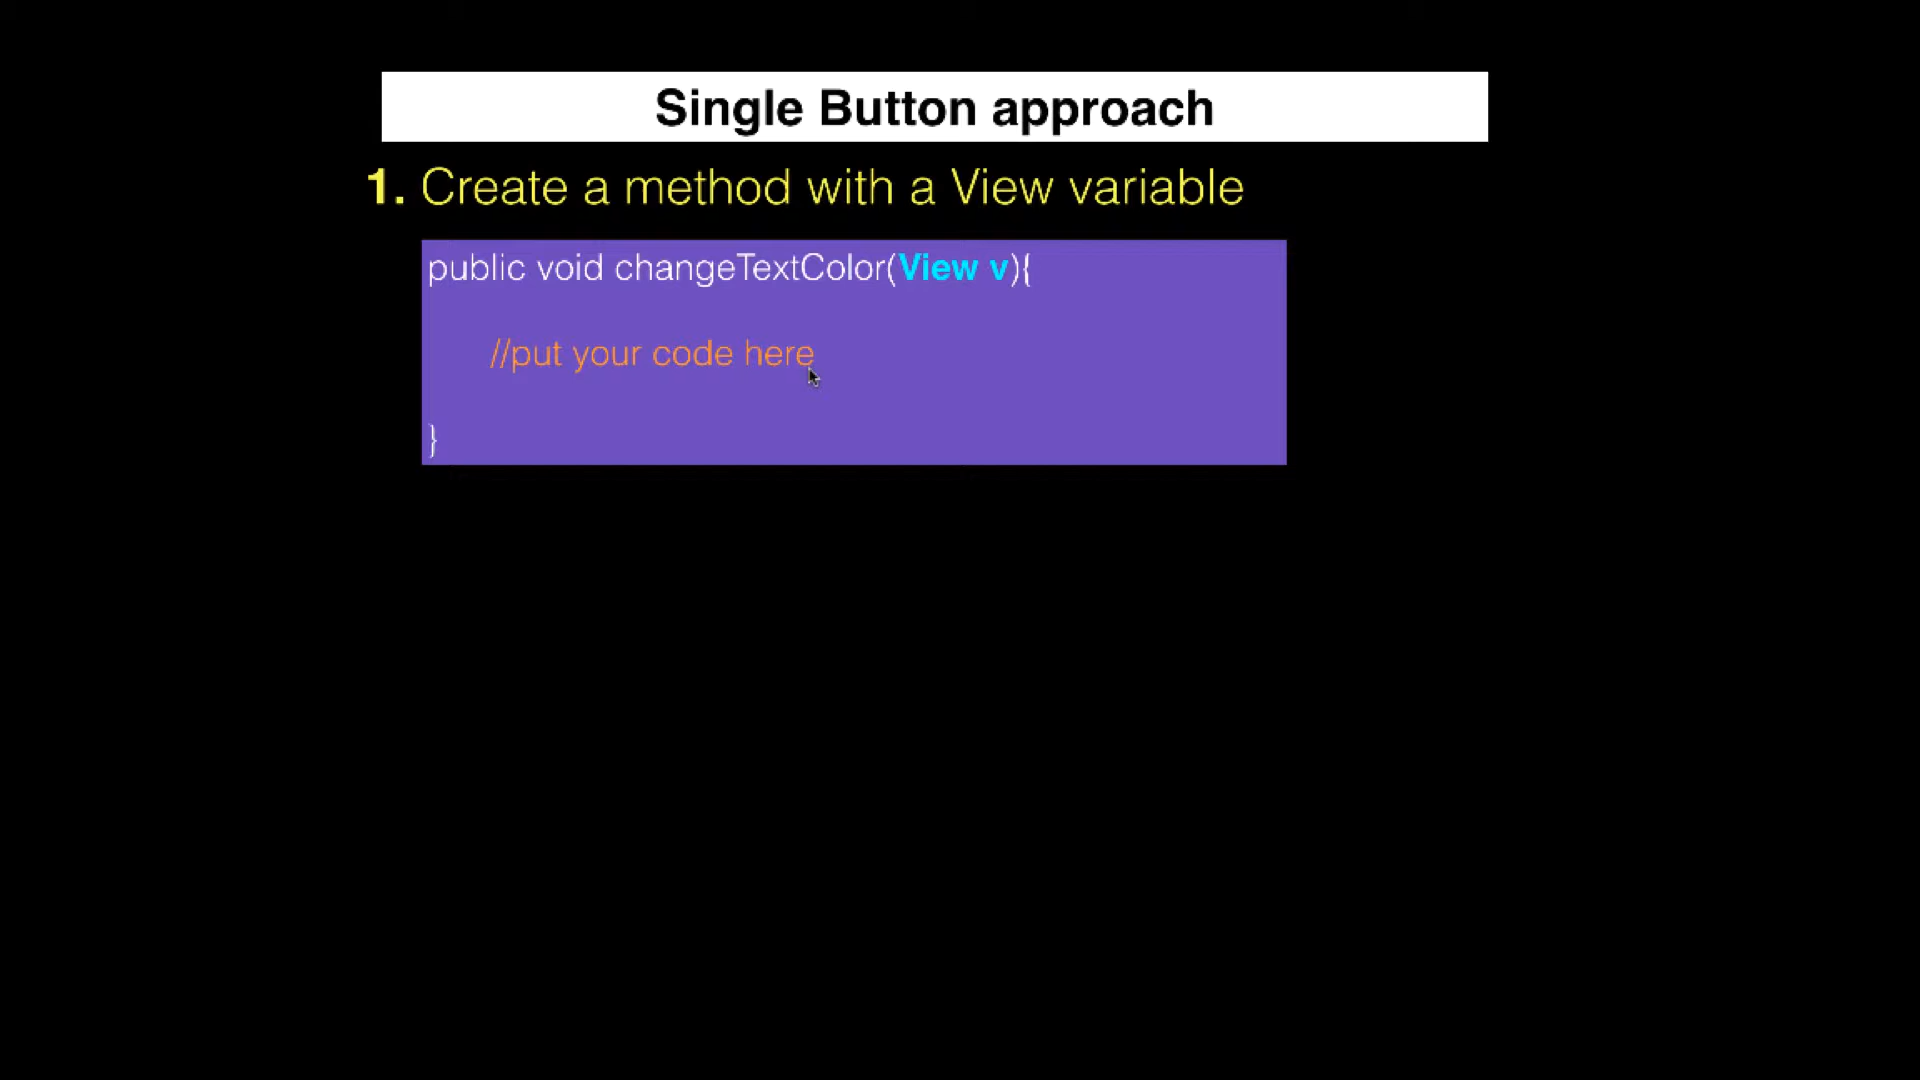 Single Button approach
1. Create a method with a View variable
public void changeTextColor(View v){
//put your code here
}